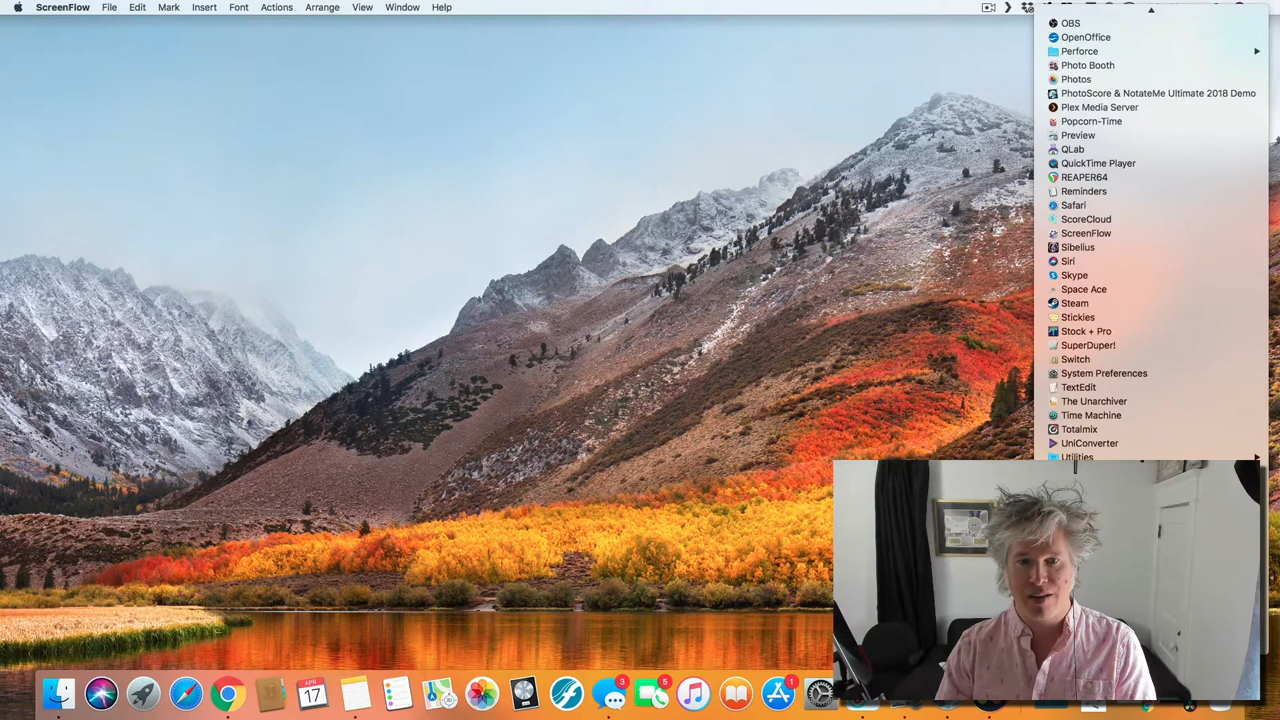 ScreenFlow File Edit Mark Insert Font Actions Arrange View Window Help
OBS
OpenOffice
Perforce
Photo Booth
Photos
PhotoScore & NotateMe Ultimate 2018 Demo
Plex Media Server
Popcorn-Time
Preview
QLab
QuickTime Player
REAPER64
Reminders
Safari
ScoreCloud
ScreenFlow
Sibelius
Siri
Skype
Space Ace
Steam
Stickies
Stock + Pro
SuperDuper!
Switch
System Preferences
TextEdit
The Unarchiver
Time Machine
Totalmix
UniConverter
Utilities
APR
17
3
5
1